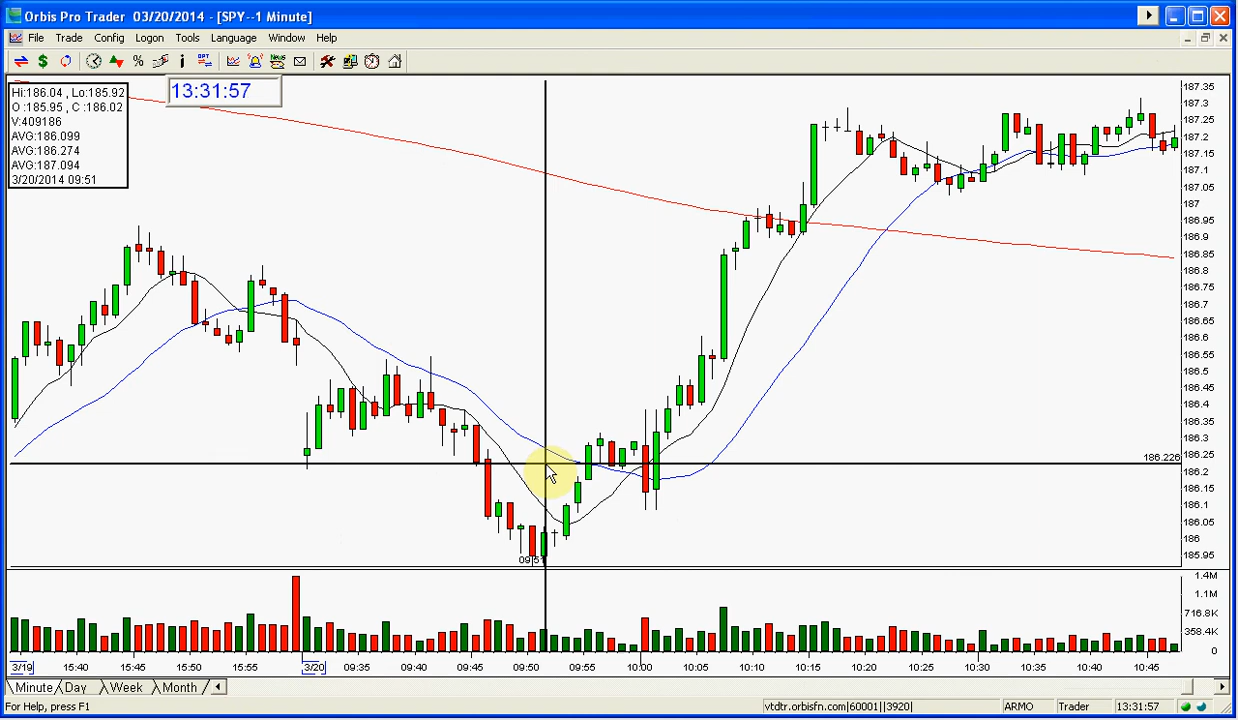 Orbis Pro Trader 03/20/2014 - [SPY--1 Minute]
File Trade Config Logon Tools Language Window Help
13:31:57
Hi:186.04 , Lo:185.92
O :185.95 , C :186.02
V:409186
AVG:186.099
AVG:186.274
AVG:187.094
3/20/2014 09:51
187.35
187.3
187.25
187.2
187.15
187.1
187.05
187
186.95
186.9
186.85
186.8
186.75
186.7
186.65
186.6
186.55
186.5
186.45
186.4
186.35
186.3
186.25
186.226
186.2
186.15
186.1
186.05
186
185.95
09:51
1.4M
1.1M
716.8K
358.4K
0
3/19 15:40 15:45 15:50 15:55 3/20 09:35 09:40 09:45 09:50 09:55 10:00 10:05 10:10 10:15 10:20 10:25 10:30 10:35 10:40 10:45
Minute Day Week Month
For Help, press F1 vtdtr.orbisfn.com|60001||3920| ARMO Trader 13:31:57